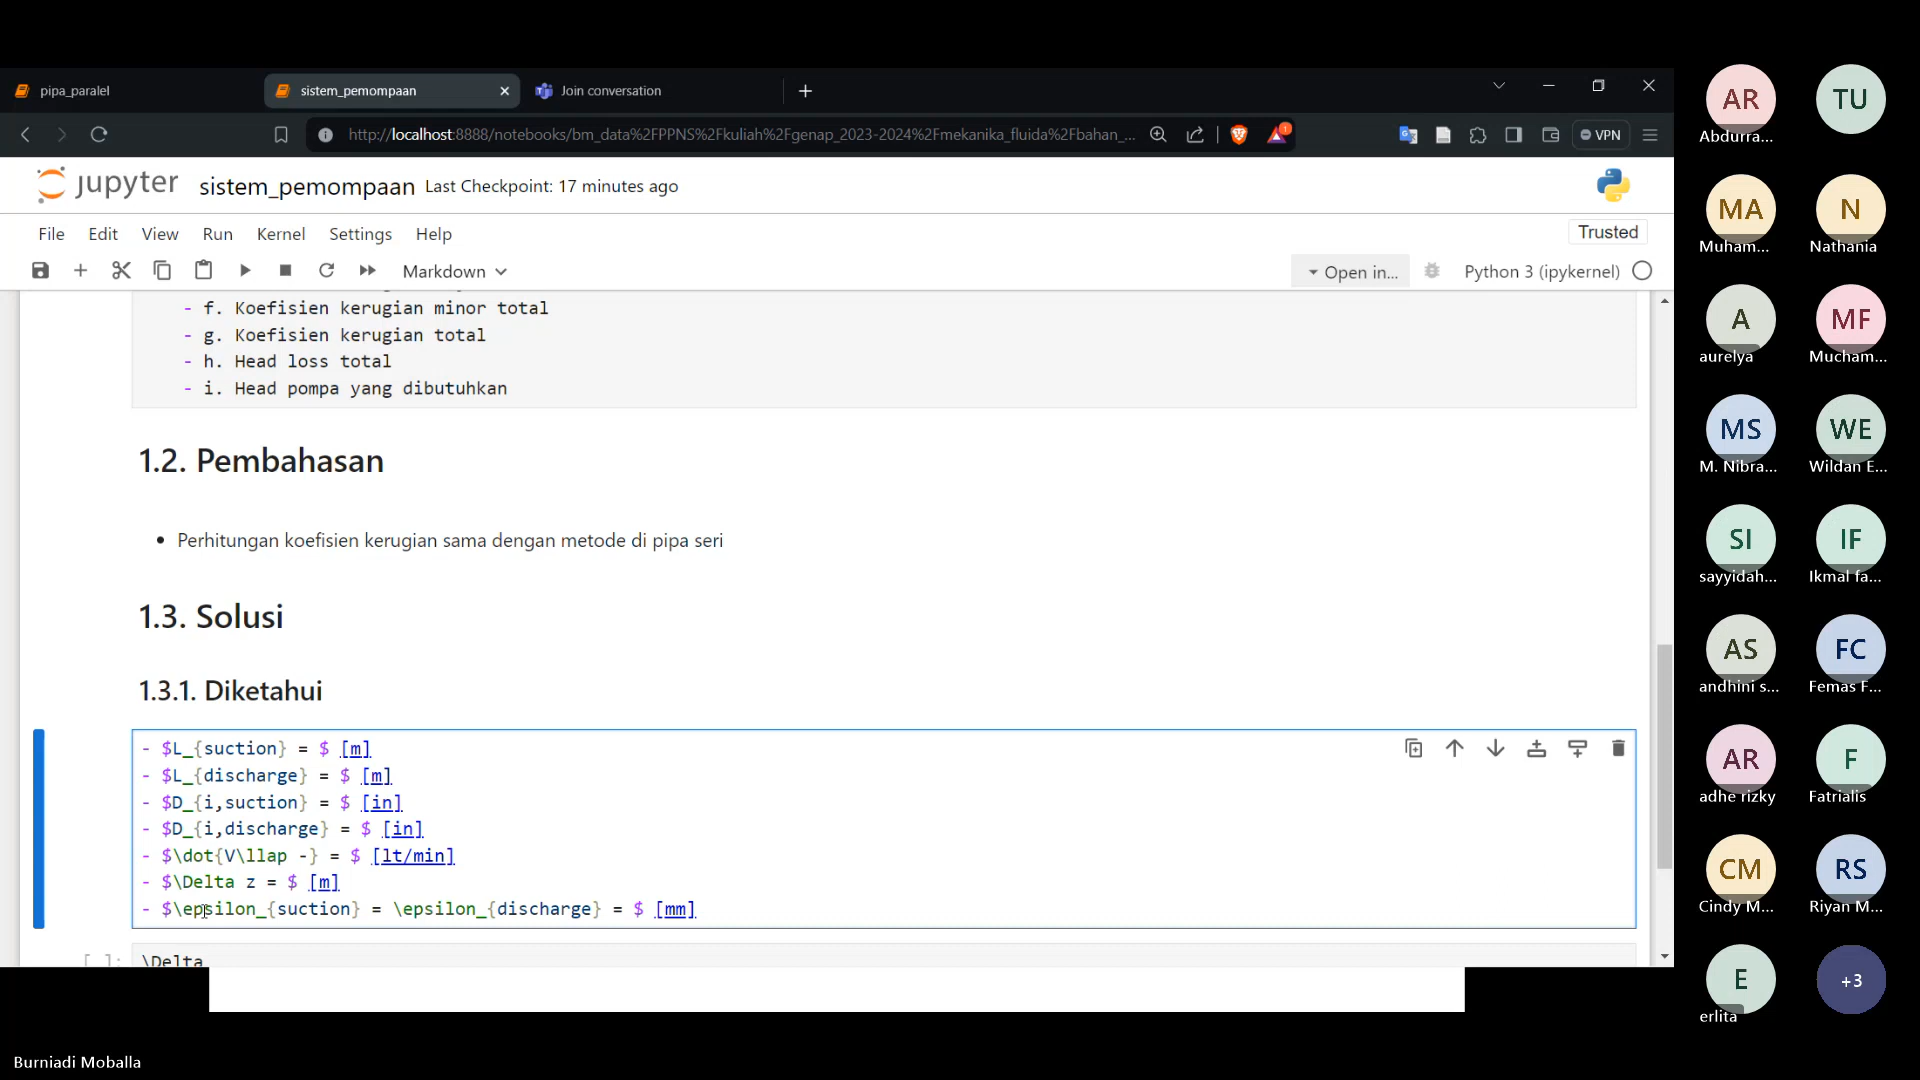 pipa_paralel
sistem_pemompaan
Join conversation
http://localhost:8888/notebooks/bm_data%2FPPNS%2Fkuliah%2Fgenap_2023-2024%2Fmekanika_fluida%2Fbahan_...
1
VPN
jupyter
sistem_pemompaan
Last Checkpoint: 17 minutes ago
File
Edit
View
Run
Kernel
Settings
Help
Trusted
Markdown
Open in...
Python 3 (ipykernel)
- f. Koefisien kerugian minor total
- g. Koefisien kerugian total
- h. Head loss total
- i. Head pompa yang dibutuhkan
1.2. Pembahasan
• Perhitungan koefisien kerugian sama dengan metode di pipa seri
1.3. Solusi
1.3.1. Diketahui
- $L_{suction} = $ [m]
- $L_{discharge} = $ [m]
- $D_{i,suction} = $ [in]
- $D_{i,discharge} = $ [in]
- $\dot{V\llap -} = $ [lt/min]
- $\Delta z = $ [m]
- $\epsilon_{suction} = \epsilon_{discharge} = $ [mm]
[ ]:
\Delta
AR
Abdurra...
TU
MA
Muham...
N
Nathania
A
aurelya
MF
Mucham...
MS
M. Nibra...
WE
Wildan E...
SI
sayyidah...
IF
Ikmal fa...
AS
andhini s...
FC
Femas F...
AR
adhe rizky
F
Fatrialis
CM
Cindy M...
RS
Riyan M...
E
erlita
+3
Burniadi Moballa